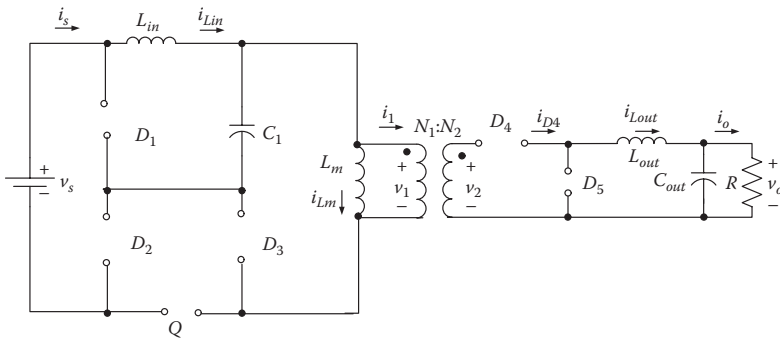 i_s
L_in
i_Lin
D_1
C_1
i_1
N_1:N_2
D_4
i_D4
i_Lout
i_o
L_m
i_Lm
+
v_1
−
+
v_2
−
D_5
L_out
C_out
R
+
v_o
−
+
−
v_s
D_2
D_3
Q